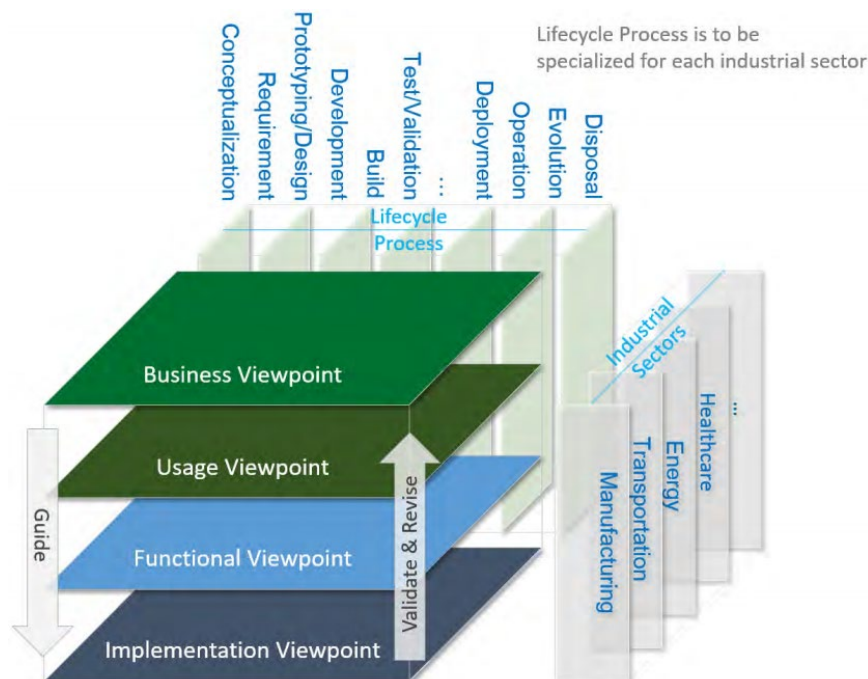 Lifecycle Process is to be
specialized for each industrial sector
Conceptualization
Requirement
Prototyping/Design
Development
Build
Test/Validation
...
Deployment
Operation
Evolution
Disposal
Lifecycle
Process
Business Viewpoint
Usage Viewpoint
Functional Viewpoint
Implementation Viewpoint
Guide
Validate & Revise
Industrial
Sectors
Manufacturing
Transportation
Energy
Healthcare
...